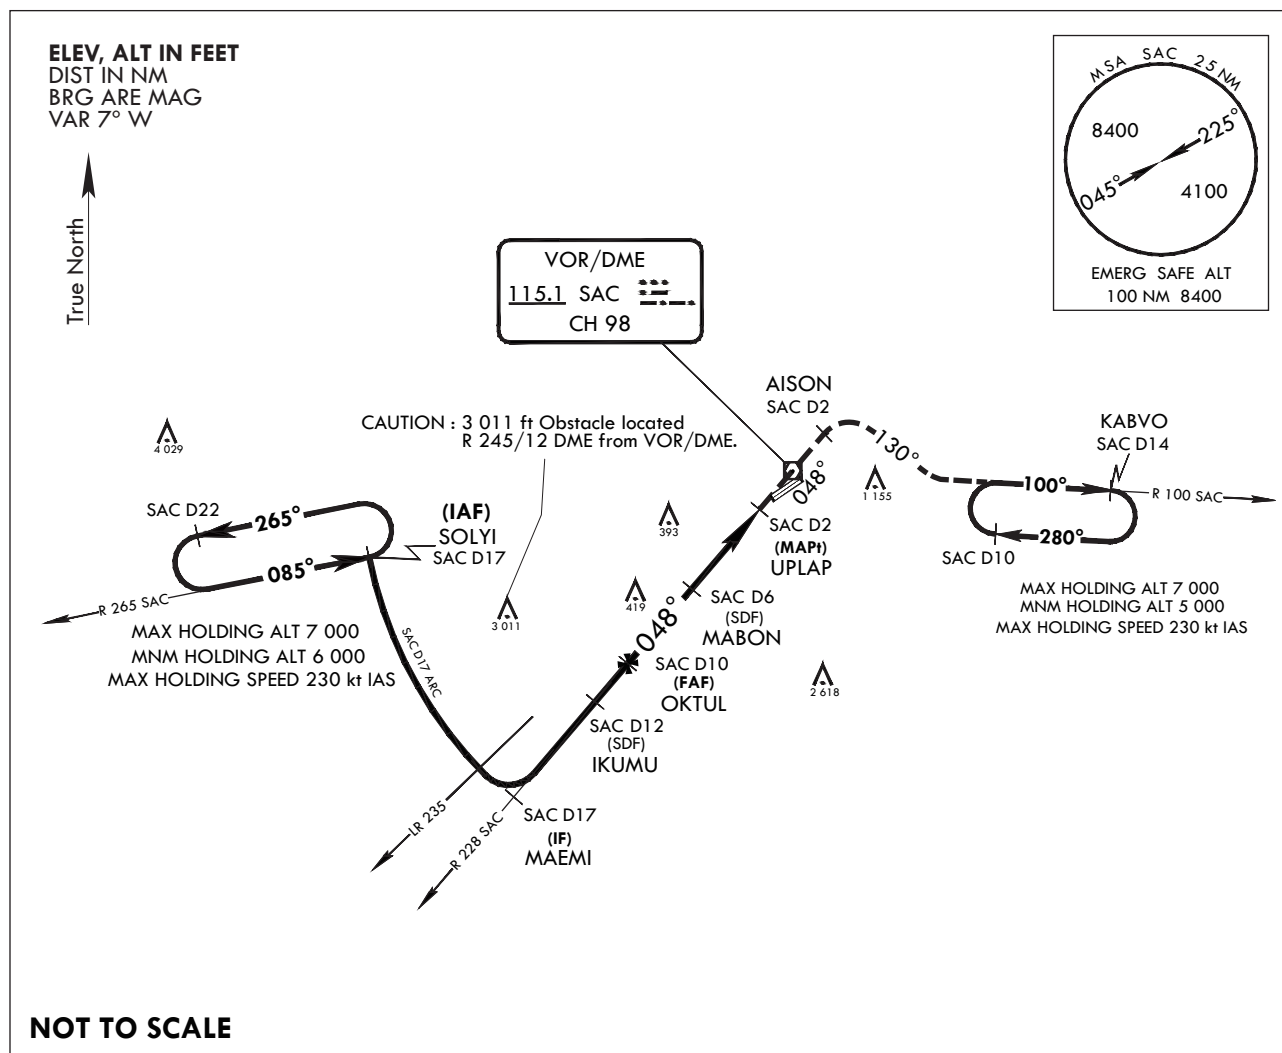 ELEV, ALT IN FEET
DIST IN NM
BRG ARE MAG
VAR 7° W
True North
MSA SAC 25 NM
8400
225°
045°
4100
EMERG SAFE ALT
100 NM 8400
VOR/DME
115.1 SAC
CH 98
AISON
SAC D2
KABVO
SAC D14
CAUTION : 3 011 ft Obstacle located
R 245/12 DME from VOR/DME.
4 029
130°
048°
1 155
100°
R 100 SAC
280°
SAC D10
SAC D22
265°
(IAF)
SOLYI
SAC D17
085°
R 265 SAC
393
SAC D2
(MAPt)
UPLAP
MAX HOLDING ALT 7 000
MNM HOLDING ALT 5 000
MAX HOLDING SPEED 230 kt IAS
MAX HOLDING ALT 7 000
MNM HOLDING ALT 6 000
MAX HOLDING SPEED 230 kt IAS
3 011
419
SAC D6
(SDF)
MABON
048°
SAC D17 ARC
SAC D10
(FAF)
OKTUL
2 618
SAC D12
(SDF)
IKUMU
LR 235
R 228 SAC
SAC D17
(IF)
MAEMI
NOT TO SCALE